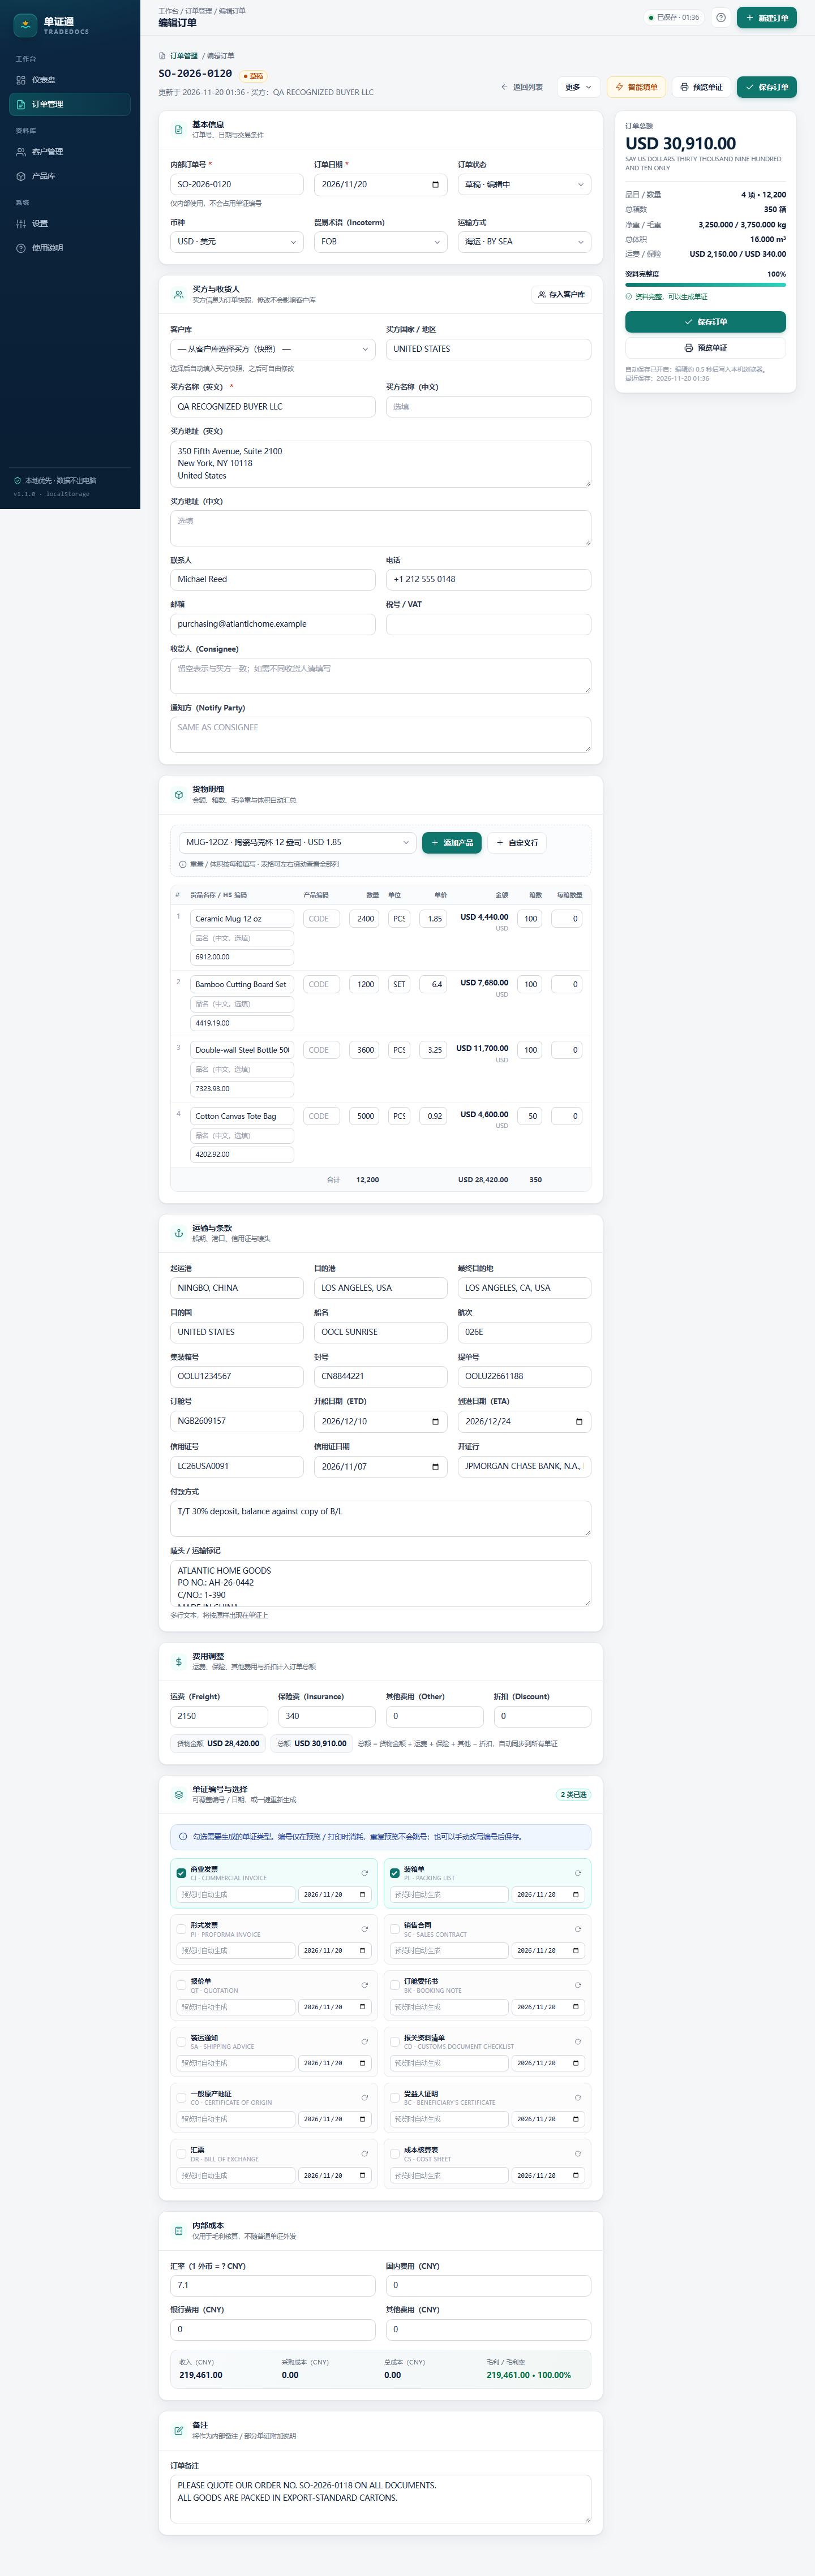 单证通
TRADEDOCS
工作台
仪表盘
订单管理
资料库
客户管理
产品库
系统
设置
使用说明
本地优先 · 数据不出电脑
v1.1.0 · localStorage
工作台 / 订单管理 / 编辑订单
编辑订单
已保存 · 01:36
新建订单
订单管理 / 编辑订单
SO-2026-0120 草稿
更新于 2026-11-20 01:36 · 买方：QA RECOGNIZED BUYER LLC
返回列表
更多
智能填单
预览单证
保存订单
基本信息
订单号、日期与交易条件
内部订单号 * 订单日期 * 订单状态
SO-2026-0120 2026/11/20 草稿 · 编辑中
仅内部使用，不会占用单证编号
币种 贸易术语 (Incoterm) 运输方式
USD · 美元 FOB 海运 · BY SEA
买方与收货人
买方信息为订单快照，修改不会影响客户库
存入客户库
客户库 买方国家 / 地区
— 从客户库选择买方（快照） — UNITED STATES
选择后自动填入买方快照，之后可自由修改
买方名称（英文） * 买方名称（中文）
QA RECOGNIZED BUYER LLC 选填
买方地址（英文）
350 Fifth Avenue, Suite 2100
New York, NY 10118
United States
买方地址（中文）
选填
联系人 电话
Michael Reed +1 212 555 0148
邮箱 税号 / VAT
purchasing@atlantichome.example
收货人 (Consignee)
留空表示与买方一致；如需不同收货人请填写
通知方 (Notify Party)
SAME AS CONSIGNEE
货物明细
金额、箱数、毛净重与体积自动汇总
MUG-12OZ · 陶瓷马克杯 12 盎司 · USD 1.85
添加产品
自定义行
重量 / 体积按每箱填写 · 表格可左右滚动查看全部列
# 货品名称 / HS 编码 产品编码 数量 单位 单价 金额 箱数 每箱数量
1 Ceramic Mug 12 oz CODE 2400 PCS 1.85 USD 4,440.00 100 0
品名（中文，选填） USD
6912.00.00
2 Bamboo Cutting Board Set CODE 1200 SET 6.4 USD 7,680.00 100 0
品名（中文，选填） USD
4419.19.00
3 Double-wall Steel Bottle 500 CODE 3600 PCS 3.25 USD 11,700.00 100 0
品名（中文，选填） USD
7323.93.00
4 Cotton Canvas Tote Bag CODE 5000 PCS 0.92 USD 4,600.00 50 0
品名（中文，选填） USD
4202.92.00
合计 12,200 USD 28,420.00 350
运输与条款
船期、港口、信用证与唛头
起运港 目的港 最终目的地
NINGBO, CHINA LOS ANGELES, USA LOS ANGELES, CA, USA
目的国 船名 航次
UNITED STATES OOCL SUNRISE 026E
集装箱号 封号 提单号
OOLU1234567 CN8844221 OOLU22661188
订舱号 开船日期 (ETD) 到港日期 (ETA)
NGB2609157 2026/12/10 2026/12/24
信用证号 信用证日期 开证行
LC26USA0091 2026/11/07 JPMORGAN CHASE BANK, N.A.,
付款方式
T/T 30% deposit, balance against copy of B/L
唛头 / 运输标记
ATLANTIC HOME GOODS
PO NO.: AH-26-0442
C/NO.: 1-390
MADE IN CHINA
多行文本，将按原样出现在单证上
费用调整
运费、保险、其他费用与折扣计入订单总额
运费 (Freight) 保险费 (Insurance) 其他费用 (Other) 折扣 (Discount)
2150 340 0 0
货物金额 USD 28,420.00 总额 USD 30,910.00 总额 = 货物金额 + 运费 + 保险 + 其他 − 折扣，自动同步到所有单证
单证编号与选择
可覆盖编号 / 日期，或一键重新生成
2 类已选
勾选需要生成的单证类型。编号仅在预览 / 打印时消耗，重复预览不会跳号；也可以手动改写编号后保存。
商业发票
CI · COMMERCIAL INVOICE
预览时自动生成 2026/11/20
装箱单
PL · PACKING LIST
预览时自动生成 2026/11/20
形式发票
PI · PROFORMA INVOICE
预览时自动生成 2026/11/20
销售合同
SC · SALES CONTRACT
预览时自动生成 2026/11/20
报价单
QT · QUOTATION
预览时自动生成 2026/11/20
订舱委托书
BK · BOOKING NOTE
预览时自动生成 2026/11/20
装运通知
SA · SHIPPING ADVICE
预览时自动生成 2026/11/20
报关资料清单
CD · CUSTOMS DOCUMENT CHECKLIST
预览时自动生成 2026/11/20
一般原产地证
CO · CERTIFICATE OF ORIGIN
预览时自动生成 2026/11/20
受益人证明
BC · BENEFICIARY'S CERTIFICATE
预览时自动生成 2026/11/20
汇票
DR · BILL OF EXCHANGE
预览时自动生成 2026/11/20
成本核算表
CS · COST SHEET
预览时自动生成 2026/11/20
内部成本
仅用于毛利核算，不随普通单证外发
汇率（1 外币 = ? CNY） 国内费用 (CNY)
7.1 0
银行费用 (CNY) 其他费用 (CNY)
0 0
收入（CNY） 采购成本（CNY） 总成本（CNY） 毛利 / 毛利率
219,461.00 0.00 0.00 219,461.00 • 100.00%
备注
将作为内部备注 / 部分单证附加说明
订单备注
PLEASE QUOTE OUR ORDER NO. SO-2026-0118 ON ALL DOCUMENTS.
ALL GOODS ARE PACKED IN EXPORT-STANDARD CARTONS.
订单总额
USD 30,910.00
SAY US DOLLARS THIRTY THOUSAND NINE HUNDRED
AND TEN ONLY
品目 / 数量 4 项 • 12,200
总箱数 350 箱
净重 / 毛重 3,250.000 / 3,750.000 kg
总体积 16.000 m³
运费 / 保险 USD 2,150.00 / USD 340.00
资料完整度 100%
资料完整，可以生成单证
保存订单
预览单证
自动保存已开启：编辑约 0.5 秒后写入本机浏览器。
最近保存：2026-11-20 01:36